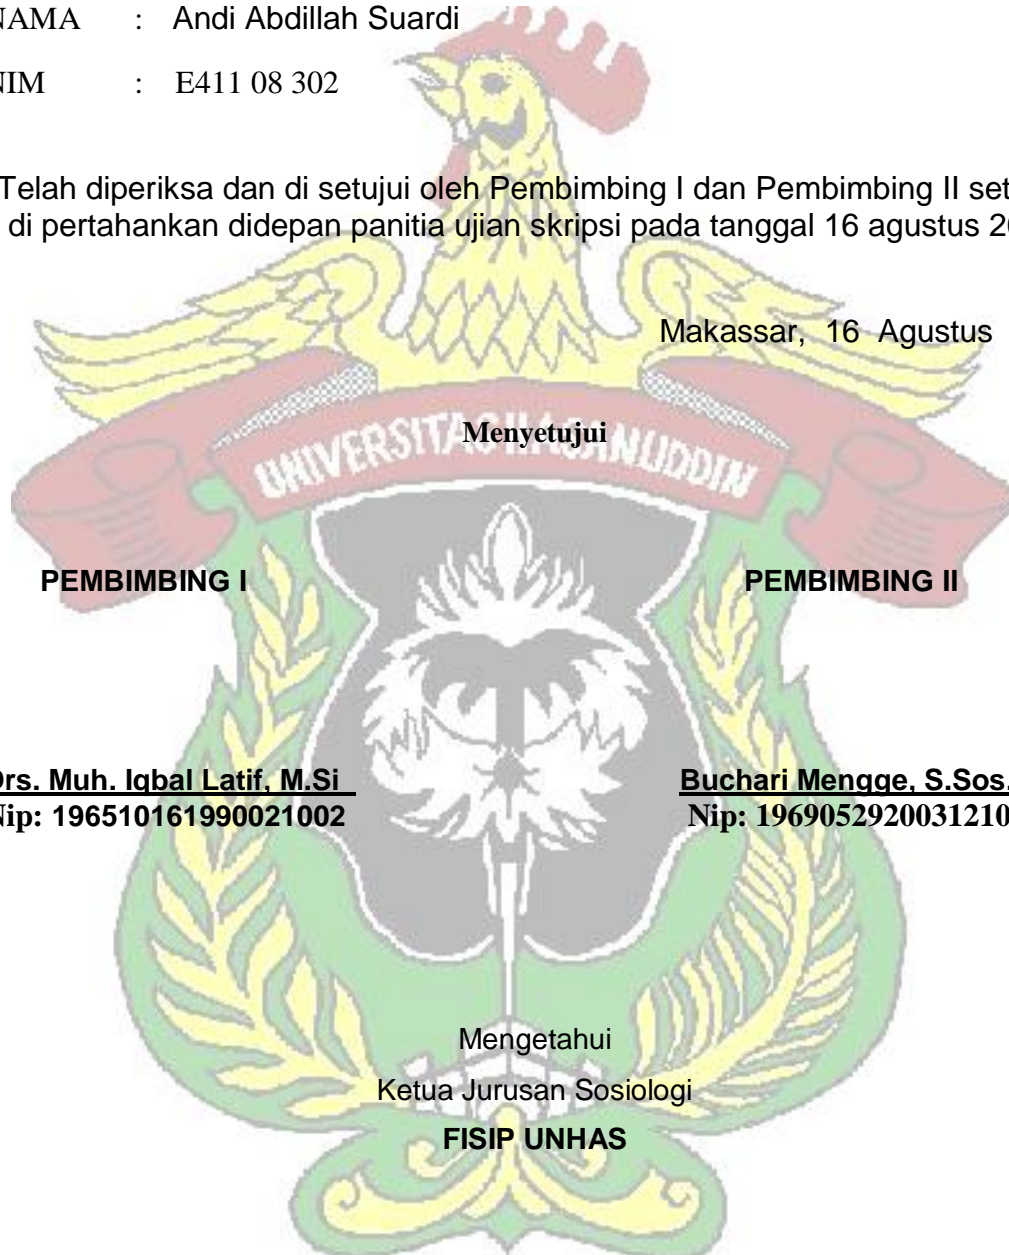 NAMA : Andi Abdillah Suardi
NIM : E411 08 302
Telah diperiksa dan di setujui oleh Pembimbing I dan Pembimbing II set
di pertahankan didepan panitia ujian skripsi pada tanggal 16 agustus 20
Makassar, 16 Agustus
Menyetujui
UNIVERSITAS HASANUDDIN
PEMBIMBING I PEMBIMBING II
Drs. Muh. Iqbal Latif, M.Si Buchari Mengge, S.Sos.
Nip: 196510161990021002 Nip: 1969052920031210
Mengetahui
Ketua Jurusan Sosiologi
FISIP UNHAS